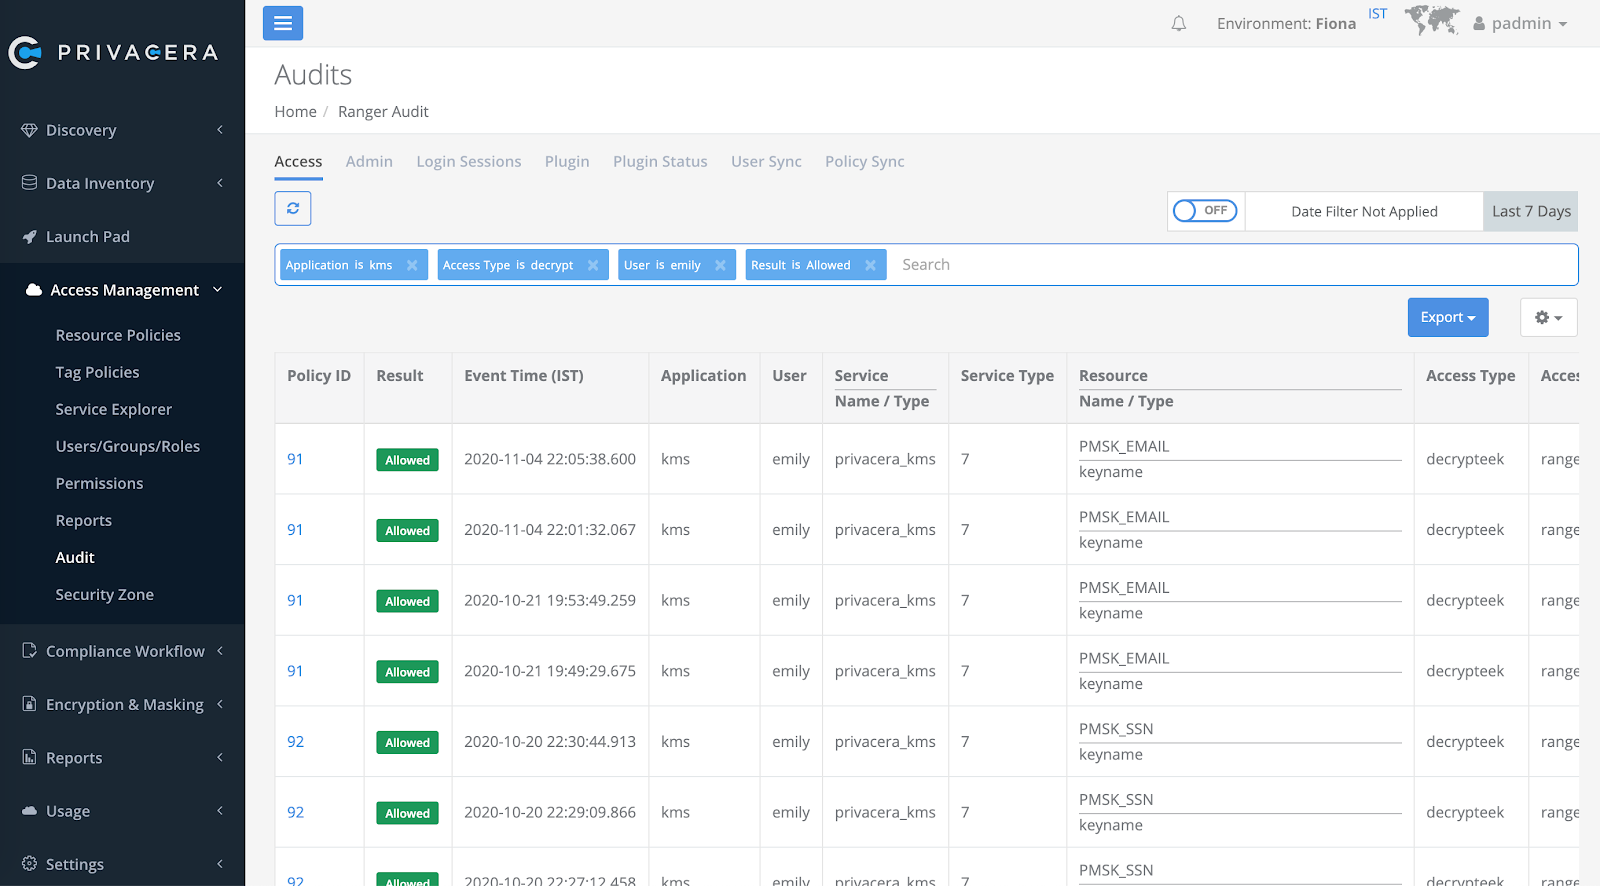 PRIVACERA
Discovery
Data Inventory
Launch Pad
Access Management
Resource Policies
Tag Policies
Service Explorer
Users/Groups/Roles
Permissions
Reports
Audit
Security Zone
Compliance Workflow
Encryption & Masking
Reports
Usage
Settings
Environment: Fiona IST padmin
Audits
Home / Ranger Audit
Access Admin Login Sessions Plugin Plugin Status User Sync Policy Sync
OFF Date Filter Not Applied Last 7 Days
Application is kms × Access Type is decrypt × User is emily × Result is Allowed × Search
Export
Policy ID Result Event Time (IST) Application User Service Service Type Resource Access Type Acces
Name / Type Name / Type
PMSK_EMAIL
91 Allowed 2020-11-04 22:05:38.600 kms emily privacera_kms 7 decrypteek range
keyname
PMSK_EMAIL
91 Allowed 2020-11-04 22:01:32.067 kms emily privacera_kms 7 decrypteek range
keyname
PMSK_EMAIL
91 Allowed 2020-10-21 19:53:49.259 kms emily privacera_kms 7 decrypteek range
keyname
PMSK_EMAIL
91 Allowed 2020-10-21 19:49:29.675 kms emily privacera_kms 7 decrypteek range
keyname
PMSK_SSN
92 Allowed 2020-10-20 22:30:44.913 kms emily privacera_kms 7 decrypteek range
keyname
PMSK_SSN
92 Allowed 2020-10-20 22:29:09.866 kms emily privacera_kms 7 decrypteek range
keyname
PMSK_SSN
92 Allowed 2020-10-20 22:27:12.458 kms emily privacera_kms 7 decrypteek range